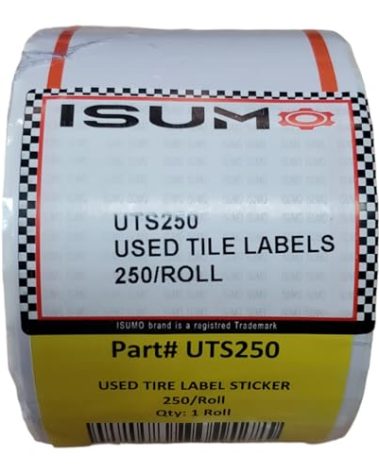 ISUMO
UTS250
USED TILE LABELS
250/ROLL
ISUMO brand is a registred Trademark
Part# UTS250
USED TIRE LABEL STICKER
250/Roll
Qty: 1 Roll